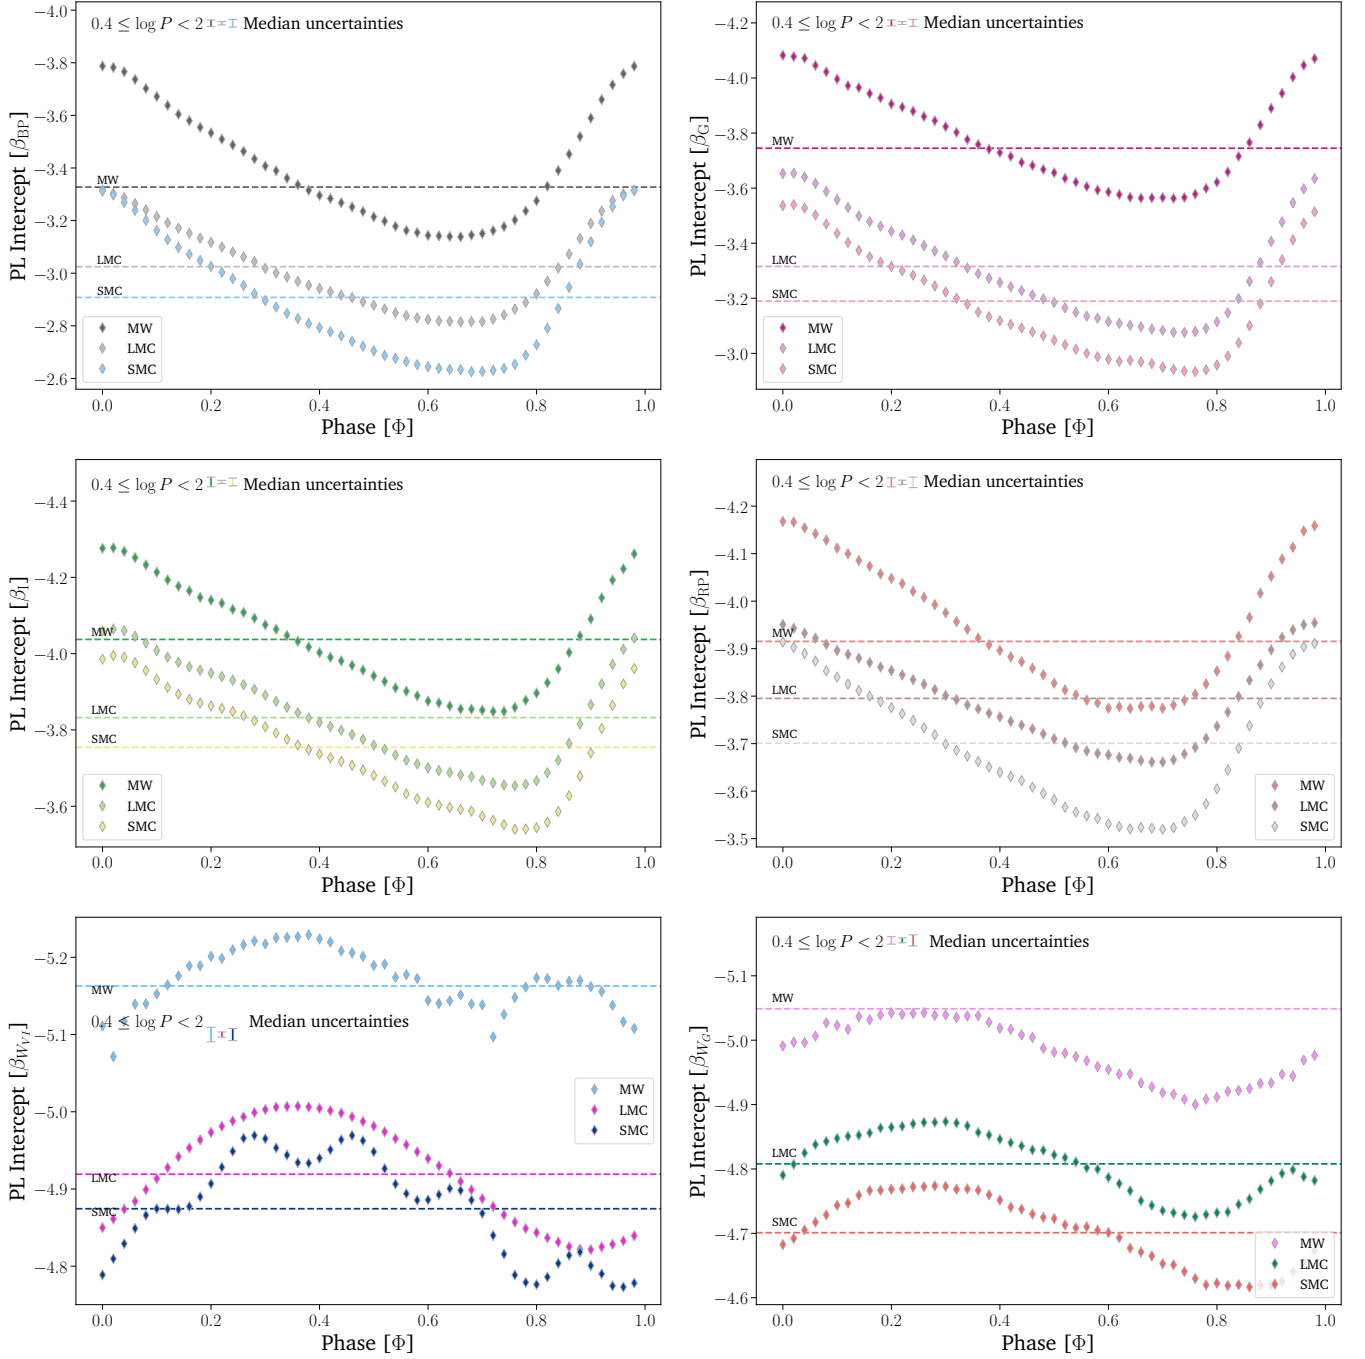 0.4 ≤ log P < 2 Median uncertainties
PL Intercept [β_BP]
−4.0
−3.8
−3.6
−3.4
−3.2
−3.0
−2.8
−2.6
MW
LMC
SMC
MW
LMC
SMC
0.0 0.2 0.4 0.6 0.8 1.0
Phase [Φ]
0.4 ≤ log P < 2 Median uncertainties
PL Intercept [β_G]
−4.2
−4.0
−3.8
−3.6
−3.4
−3.2
−3.0
MW
LMC
SMC
MW
LMC
SMC
0.0 0.2 0.4 0.6 0.8 1.0
Phase [Φ]
0.4 ≤ log P < 2 Median uncertainties
PL Intercept [β_I]
−4.4
−4.2
−4.0
−3.8
−3.6
MW
LMC
SMC
MW
LMC
SMC
0.0 0.2 0.4 0.6 0.8 1.0
Phase [Φ]
0.4 ≤ log P < 2 Median uncertainties
PL Intercept [β_RP]
−4.2
−4.1
−4.0
−3.9
−3.8
−3.7
−3.6
−3.5
MW
LMC
SMC
MW
LMC
SMC
0.0 0.2 0.4 0.6 0.8 1.0
Phase [Φ]
PL Intercept [β_W_VI]
−5.2
−5.1
−5.0
−4.9
−4.8
MW
0.4 ≤ log P < 2 Median uncertainties
MW
LMC
SMC
LMC
SMC
0.0 0.2 0.4 0.6 0.8 1.0
Phase [Φ]
0.4 ≤ log P < 2 Median uncertainties
PL Intercept [β_W_G]
−5.1
−5.0
−4.9
−4.8
−4.7
−4.6
MW
LMC
SMC
MW
LMC
SMC
0.0 0.2 0.4 0.6 0.8 1.0
Phase [Φ]